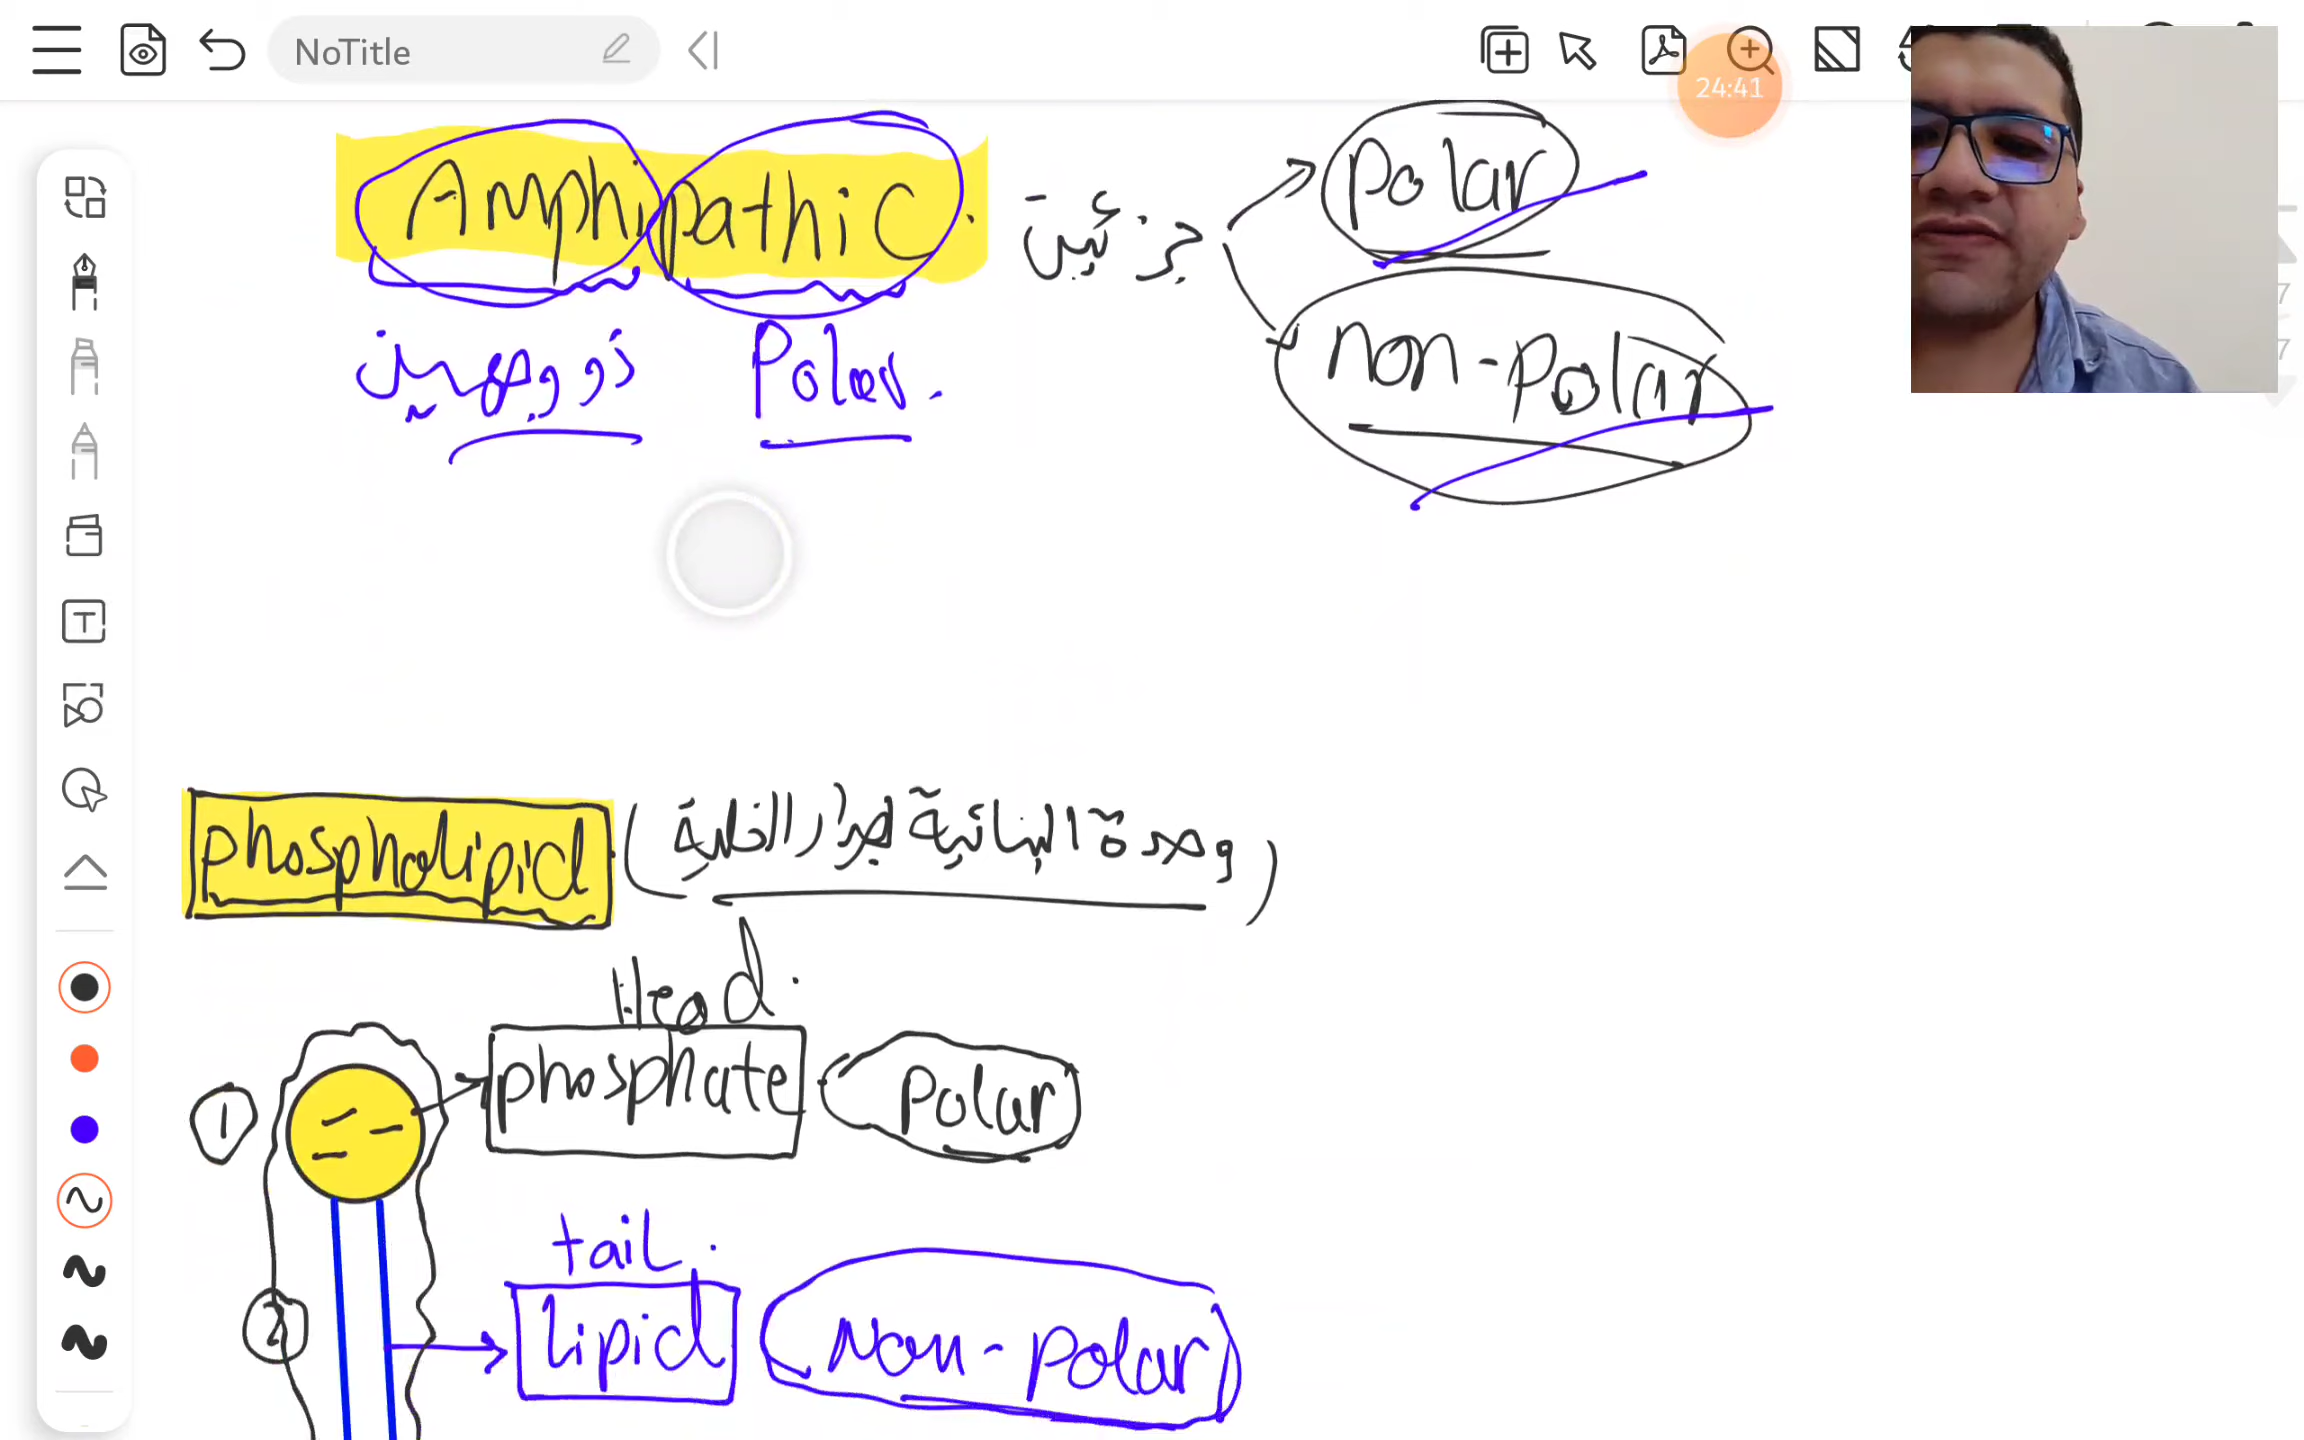 NoTitle
24:41
Amphipathic.
جزئين
Polar
non-Polar
ذو وجهين
Polar.
phospholipid
(وحدة البنائية لجدار الخلية)
Head.
1
phosphate
Polar
tail.
2
lipid
Non-polar